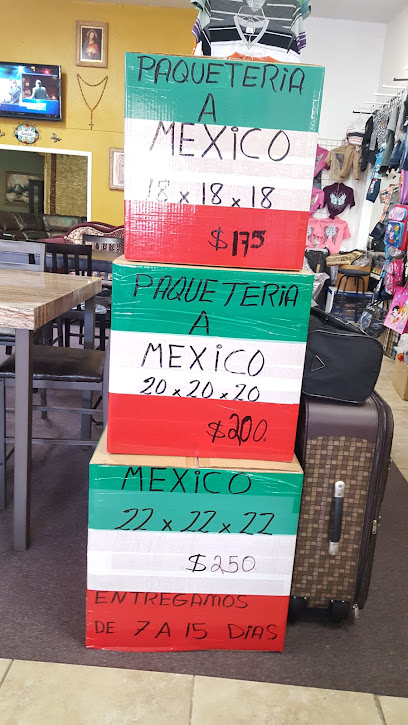 PAQUETERIA
A
MEXICO
18 x 18 x 18
$175
PAQUETERIA
A
MEXICO
20 x 20 x 20
$200.
MEXICO
22 x 22 x 22
$250
ENTREGAMOS
DE 7 A 15 DIAS